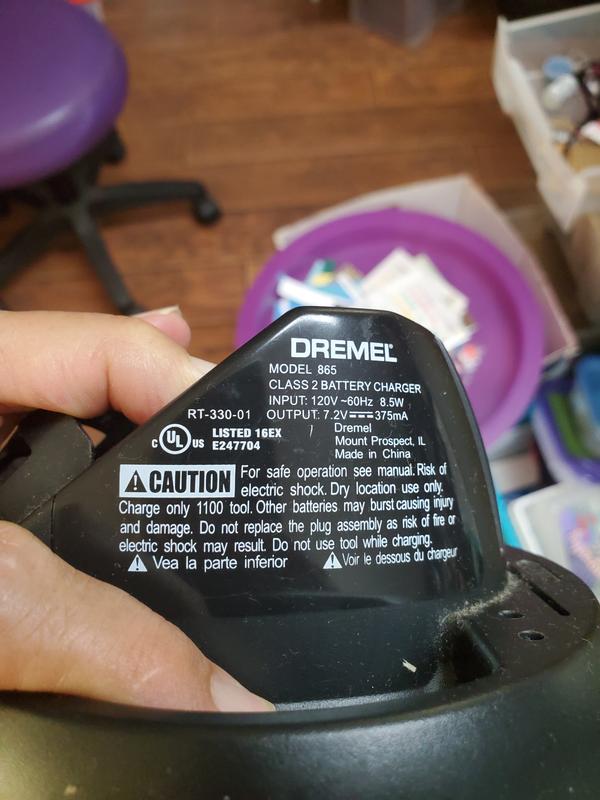 DREMEL®
MODEL 865
CLASS 2 BATTERY CHARGER
INPUT: 120V ~60Hz 8.5W
RT-330-01 OUTPUT: 7.2V⎓375mA
c UL US LISTED 16EX
E247704
Dremel
Mount Prospect, IL
Made in China
⚠CAUTION For safe operation see manual. Risk of
electric shock. Dry location use only.
Charge only 1100 tool. Other batteries may burst causing injury
and damage. Do not replace the plug assembly as risk of fire or
electric shock may result. Do not use tool while charging.
⚠ Vea la parte inferior ⚠Voir le dessous du chargeur